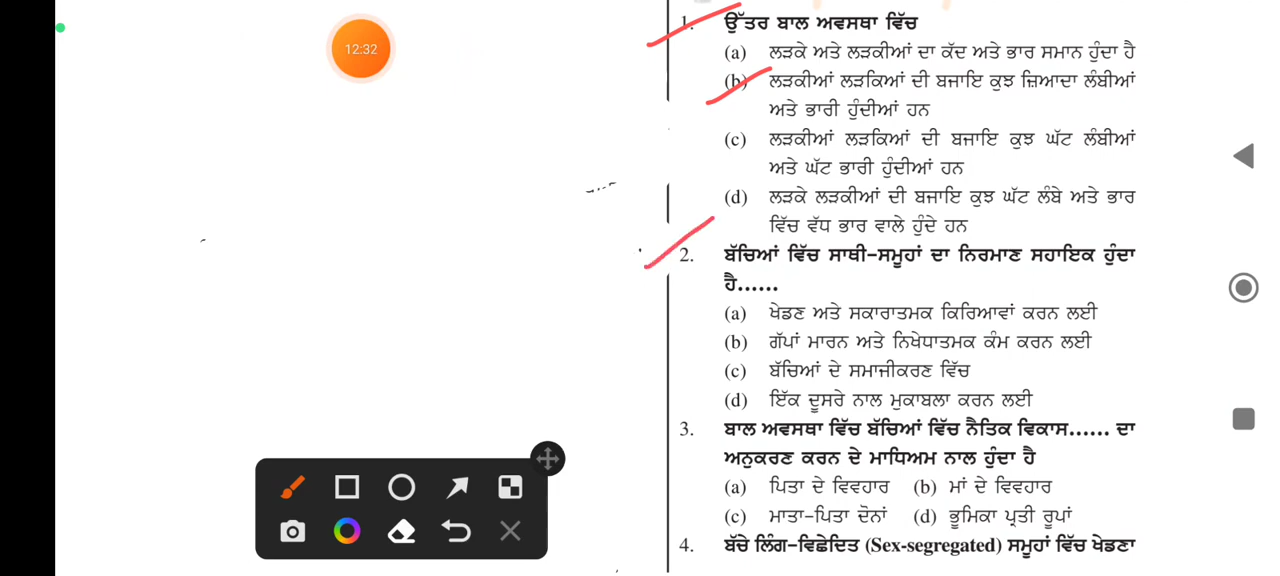 12:32
1. ਉੱਤਰ ਬਾਲ ਅਵਸਥਾ ਵਿੱਚ
(a) ਲੜਕੇ ਅਤੇ ਲੜਕੀਆਂ ਦਾ ਕੱਦ ਅਤੇ ਭਾਰ ਸਮਾਨ ਹੁੰਦਾ ਹੈ
(b) ਲੜਕੀਆਂ ਲੜਕਿਆਂ ਦੀ ਬਜਾਇ ਕੁਝ ਜ਼ਿਆਦਾ ਲੰਬੀਆਂ
ਅਤੇ ਭਾਰੀ ਹੁੰਦੀਆਂ ਹਨ
(c) ਲੜਕੀਆਂ ਲੜਕਿਆਂ ਦੀ ਬਜਾਇ ਕੁਝ ਘੱਟ ਲੰਬੀਆਂ
ਅਤੇ ਘੱਟ ਭਾਰੀ ਹੁੰਦੀਆਂ ਹਨ
(d) ਲੜਕੇ ਲੜਕੀਆਂ ਦੀ ਬਜਾਇ ਕੁਝ ਘੱਟ ਲੰਬੇ ਅਤੇ ਭਾਰ
ਵਿੱਚ ਵੱਧ ਭਾਰ ਵਾਲੇ ਹੁੰਦੇ ਹਨ
2. ਬੱਚਿਆਂ ਵਿੱਚ ਸਾਥੀ-ਸਮੂਹਾਂ ਦਾ ਨਿਰਮਾਣ ਸਹਾਇਕ ਹੁੰਦਾ
ਹੈ......
(a) ਖੇਡਣ ਅਤੇ ਸਕਾਰਾਤਮਕ ਕਿਰਿਆਵਾਂ ਕਰਨ ਲਈ
(b) ਗੱਪਾਂ ਮਾਰਨ ਅਤੇ ਨਿਖੇਧਾਤਮਕ ਕੰਮ ਕਰਨ ਲਈ
(c) ਬੱਚਿਆਂ ਦੇ ਸਮਾਜੀਕਰਣ ਵਿੱਚ
(d) ਇੱਕ ਦੂਸਰੇ ਨਾਲ ਮੁਕਾਬਲਾ ਕਰਨ ਲਈ
3. ਬਾਲ ਅਵਸਥਾ ਵਿੱਚ ਬੱਚਿਆਂ ਵਿੱਚ ਨੈਤਿਕ ਵਿਕਾਸ...... ਦਾ
ਅਨੁਕਰਣ ਕਰਨ ਦੇ ਮਾਧਿਅਮ ਨਾਲ ਹੁੰਦਾ ਹੈ
(a) ਪਿਤਾ ਦੇ ਵਿਵਹਾਰ (b) ਮਾਂ ਦੇ ਵਿਵਹਾਰ
(c) ਮਾਤਾ-ਪਿਤਾ ਦੋਨਾਂ (d) ਭੂਮਿਕਾ ਪ੍ਰਤੀ ਰੂਪਾਂ
4. ਬੱਚੇ ਲਿੰਗ-ਵਿਛੇਦਿਤ (Sex-segregated) ਸਮੂਹਾਂ ਵਿੱਚ ਖੇਡਣਾ